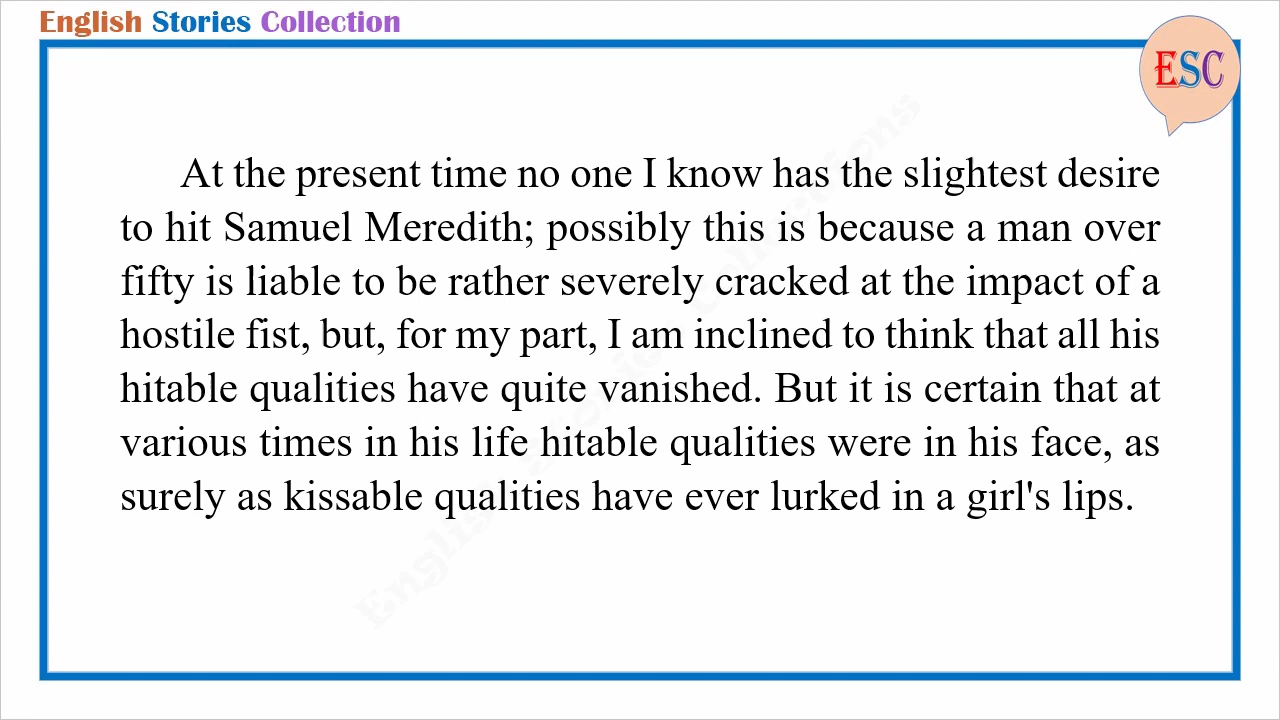 English Stories Collection
ESC
At the present time no one I know has the slightest desire
to hit Samuel Meredith; possibly this is because a man over
fifty is liable to be rather severely cracked at the impact of a
hostile fist, but, for my part, I am inclined to think that all his
hitable qualities have quite vanished. But it is certain that at
various times in his life hitable qualities were in his face, as
surely as kissable qualities have ever lurked in a girl's lips.